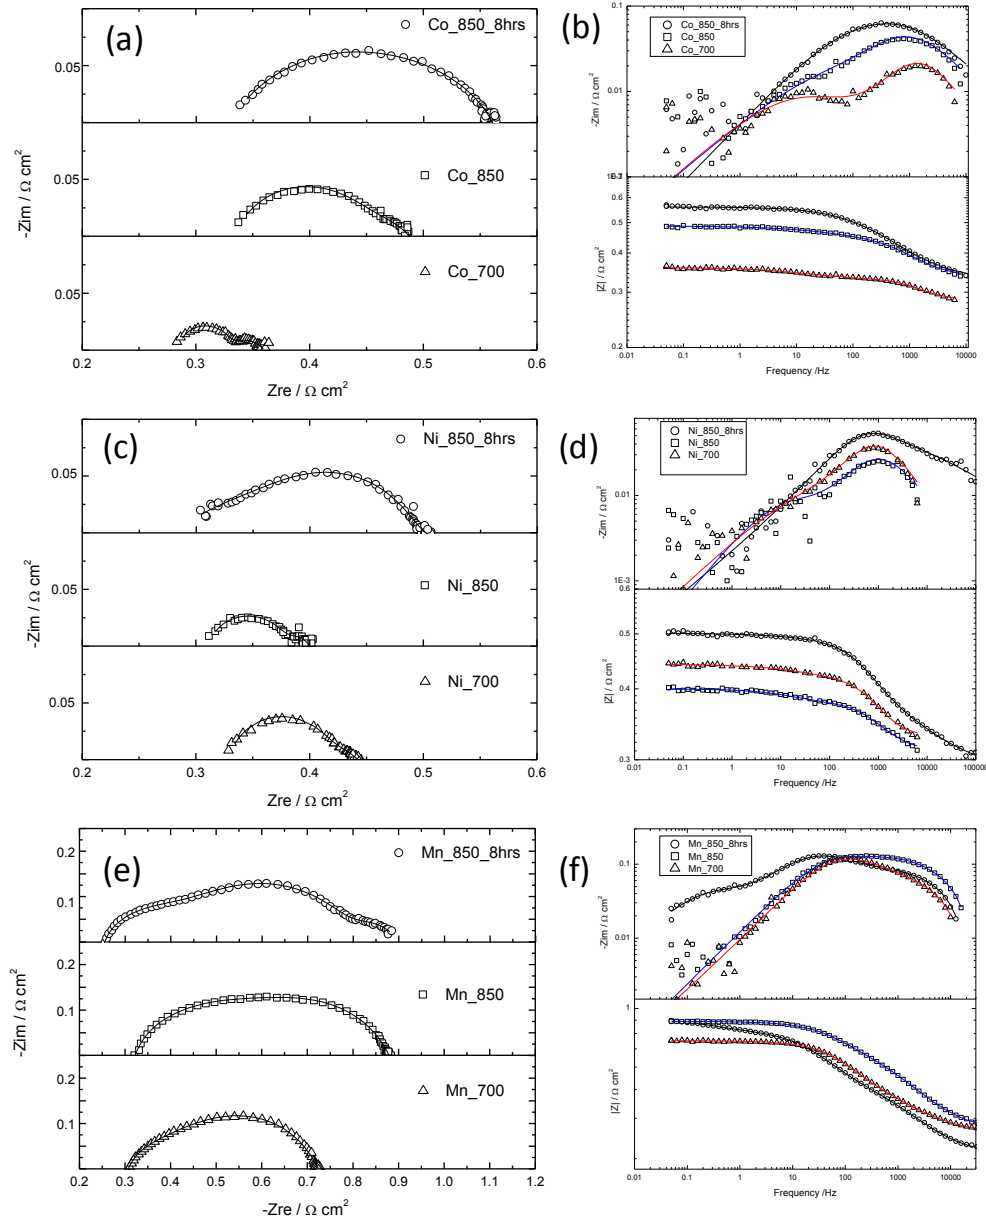 (a)
Co_850_8hrs
0.05
Co_850
0.05
-Zim / Ω cm²
Co_700
0.05
0.2 0.3 0.4 0.5 0.6
Zre / Ω cm²
(b)
Co_850_8hrs
Co_850
Co_700
0.1
0.01
-Zim / Ω cm²
0.6
0.5
0.4
0.3
0.2
|Z| / Ω cm²
0.01 0.1 1 10 100 1000 10000
Frequency /Hz
(c)
Ni_850_8hrs
0.05
Ni_850
0.05
-Zim / Ω cm²
Ni_700
0.05
0.2 0.3 0.4 0.5 0.6
Zre / Ω cm²
(d)
Ni_850_8hrs
Ni_850
Ni_700
0.01
1E-3
-Zim / Ω cm²
0.6
0.5
0.4
0.3
|Z| / Ω cm²
0.01 0.1 1 10 100 1000 10000 100000
Frequency /Hz
(e)
Mn_850_8hrs
0.2
0.1
Mn_850
0.2
0.1
-Zim / Ω cm²
Mn_700
0.2
0.1
0.2 0.3 0.4 0.5 0.6 0.7 0.8 0.9 1.0 1.1 1.2
-Zre / Ω cm²
(f)
Mn_850_8hrs
Mn_850
Mn_700
0.1
0.01
-Zim / Ω cm²
1
|Z| / Ω cm²
0.01 0.1 1 10 100 1000 10000
Frequency /Hz